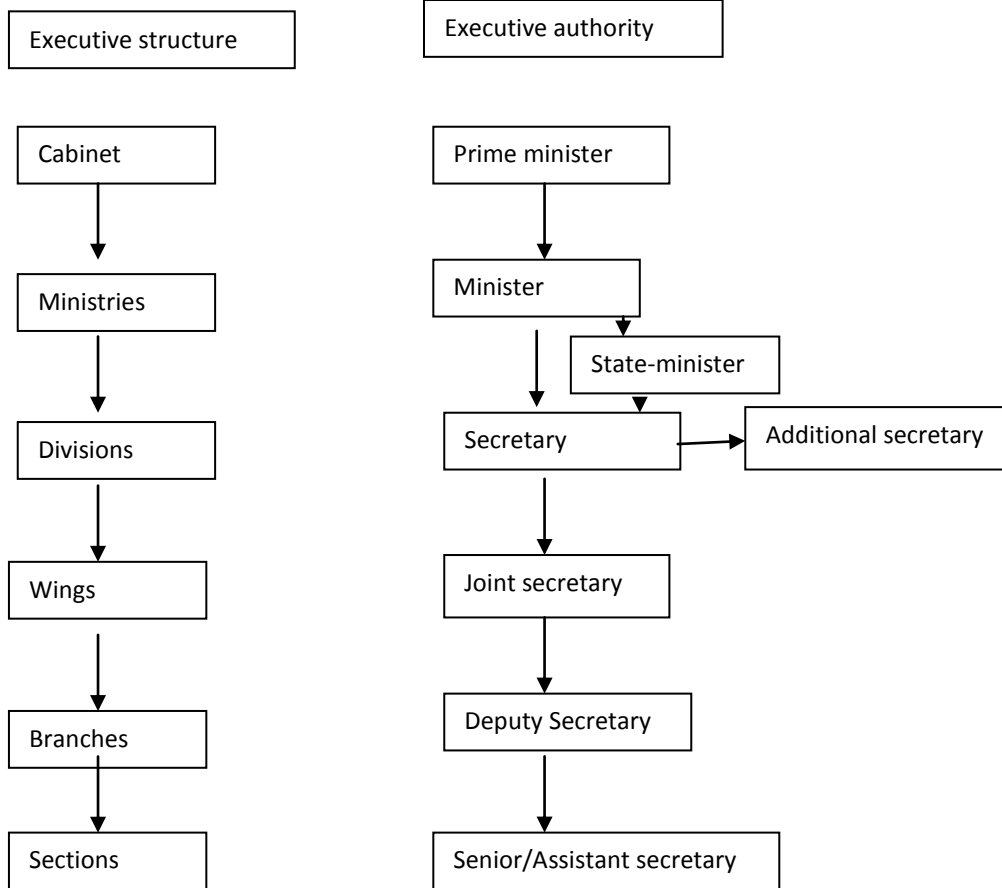 Executive structure
Executive authority
Cabinet
Prime minister
Ministries
Minister
State-minister
Divisions
Secretary
Additional secretary
Wings
Joint secretary
Branches
Deputy Secretary
Sections
Senior/Assistant secretary